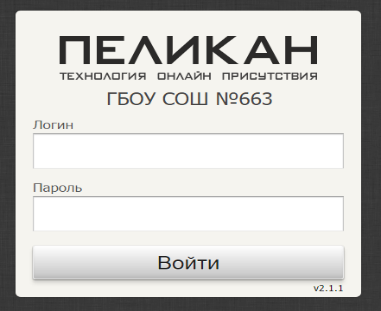 ПЕЛИКАН
ТЕХНОЛОГИЯ ОНЛАЙН ПРИСУТСТВИЯ
ГБОУ СОШ №663
Логин
Пароль
Войти
v2.1.1